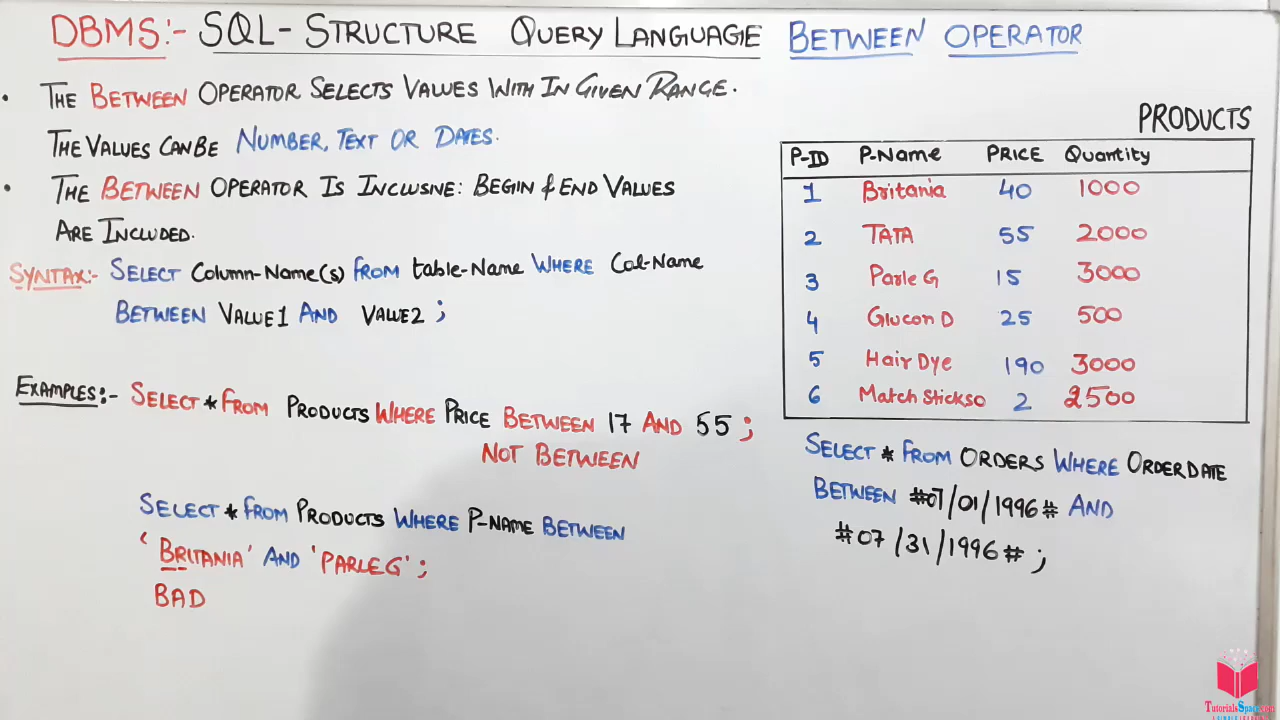 DBMS:- SQL-STRUCTURE QUERY LANGUAGE BETWEEN OPERATOR
• THE BETWEEN OPERATOR SELECTS VALUES WITH IN GIVEN RANGE.
THE VALUES CAN BE NUMBER, TEXT OR DATES.
• THE BETWEEN OPERATOR IS INCLUSIVE: BEGIN & END VALUES
ARE INCLUDED.
SYNTAX:- SELECT Column-Name(s) FROM table-Name WHERE Col-Name
BETWEEN VALUE1 AND VALUE2 ;
EXAMPLES:- SELECT * FROM PRODUCTS WHERE PRICE BETWEEN 17 AND 55 ;
NOT BETWEEN
SELECT * FROM PRODUCTS WHERE P-NAME BETWEEN
'BRITANIA' AND 'PARLEG' ;
BAD
PRODUCTS
P-ID P-Name PRICE Quantity
1 Britania 40 1000
2 TATA 55 2000
3 Parle G 15 3000
4 Glucon D 25 500
5 Hair Dye 190 3000
6 Match Sticks 2 2500
SELECT * FROM ORDERS WHERE ORDERDATE
BETWEEN #07/01/1996# AND
#07/31/1996# ;
TutorialsSpace.com